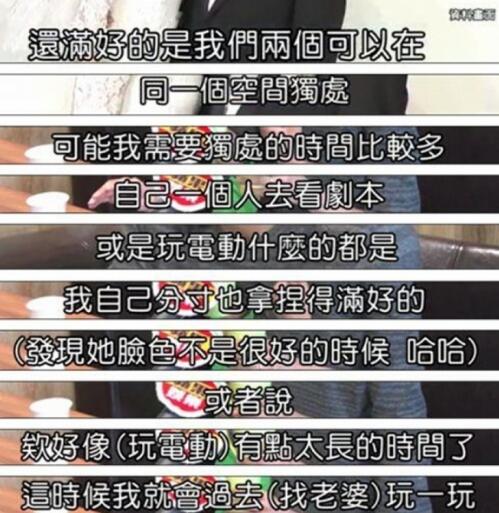 資料畫面
還滿好的是我們兩個可以在
同一個空間獨處
可能我需要獨處的時間比較多
自己一個人去看劇本
或是玩電動什麼的都是
我自己分寸也拿捏得滿好的
(發現她臉色不是很好的時候 哈哈)
或者說
欸好像(玩電動)有點太長的時間了
這時候我就會過去(找老婆)玩一玩